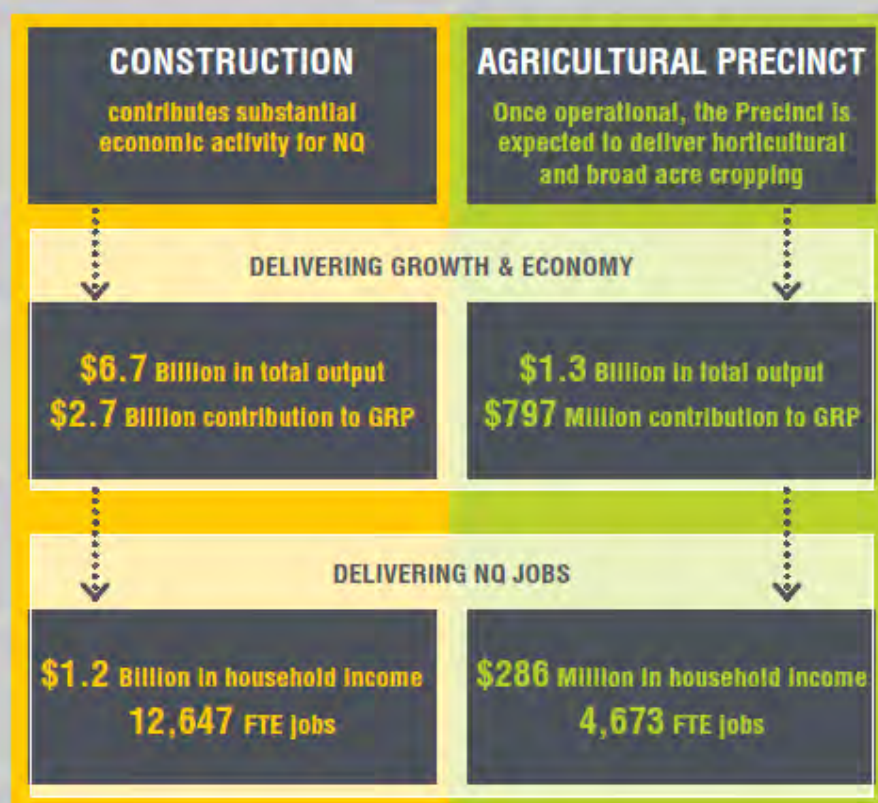 CONSTRUCTION
contributes substantial
economic activity for NQ
AGRICULTURAL PRECINCT
Once operational, the Precinct is
expected to deliver horticultural
and broad acre cropping
DELIVERING GROWTH & ECONOMY
$6.7 Billion in total output
$2.7 Billion contribution to GRP
$1.3 Billion in total output
$797 Million contribution to GRP
DELIVERING NQ JOBS
$1.2 Billion in household income
12,647 FTE jobs
$286 Million in household income
4,673 FTE jobs